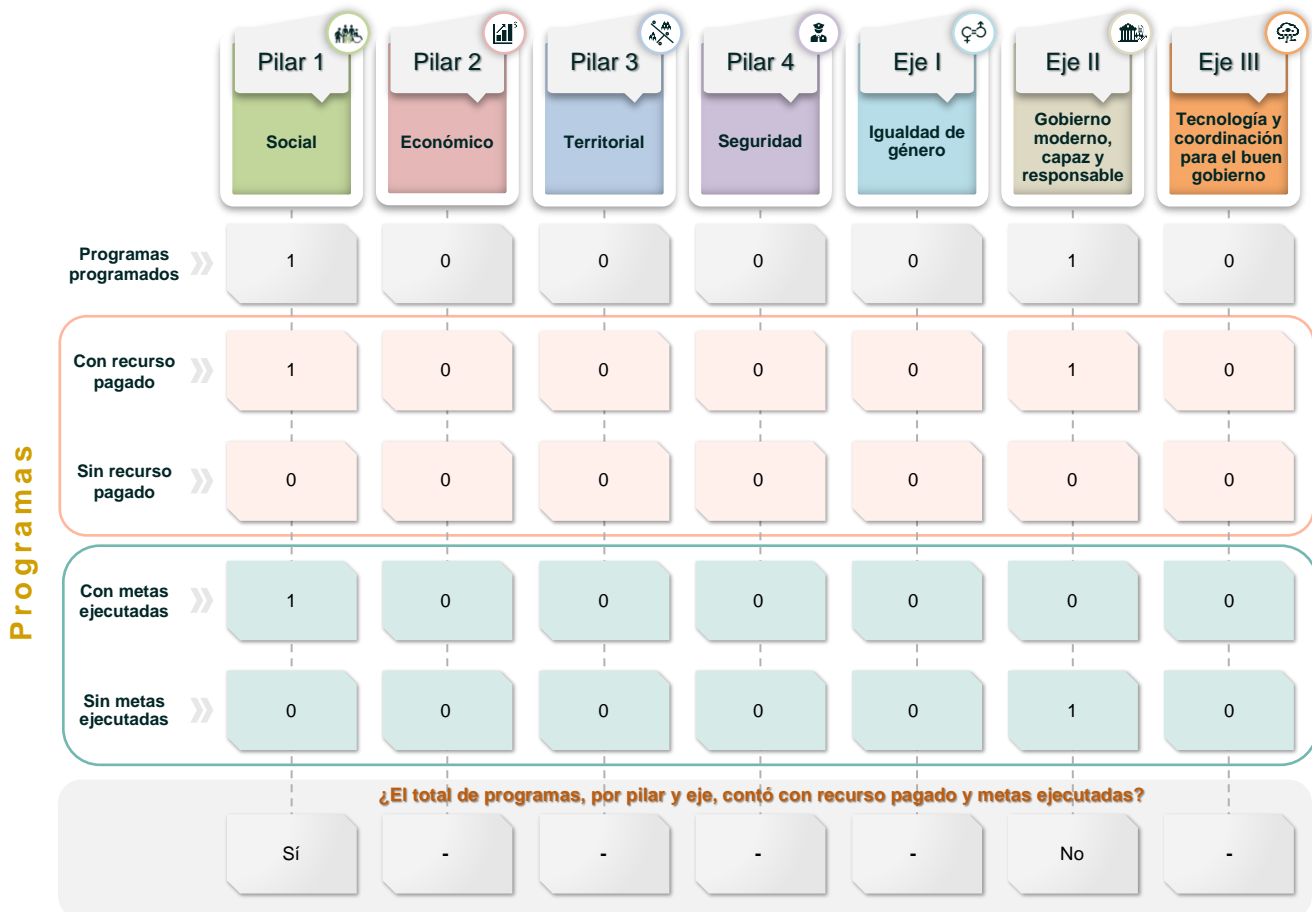 Pilar 1
Pilar 2
Pilar 3
Pilar 4
Eje I
Eje II
Eje III
Social
Económico
Territorial
Seguridad
Igualdad de
género
Gobierno
moderno,
capaz y
responsable
Tecnología y
coordinación
para el buen
gobierno
Programas
Programas
programados
1
0
0
0
0
1
0
Con recurso
pagado
1
0
0
0
0
1
0
Sin recurso
pagado
0
0
0
0
0
0
0
Con metas
ejecutadas
1
0
0
0
0
0
0
Sin metas
ejecutadas
0
0
0
0
0
1
0
¿El total de programas, por pilar y eje, contó con recurso pagado y metas ejecutadas?
Sí
-
-
-
-
No
-